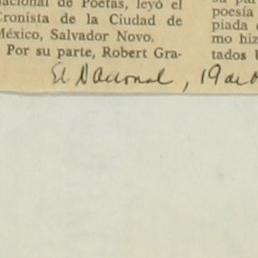 nacional de Poetas, leyó el
Cronista de la Ciudad de
México, Salvador Novo.
Por su parte, Robert Gra-
su par
poesía
piada
mo hiz
tados
El Nacional, 19 de